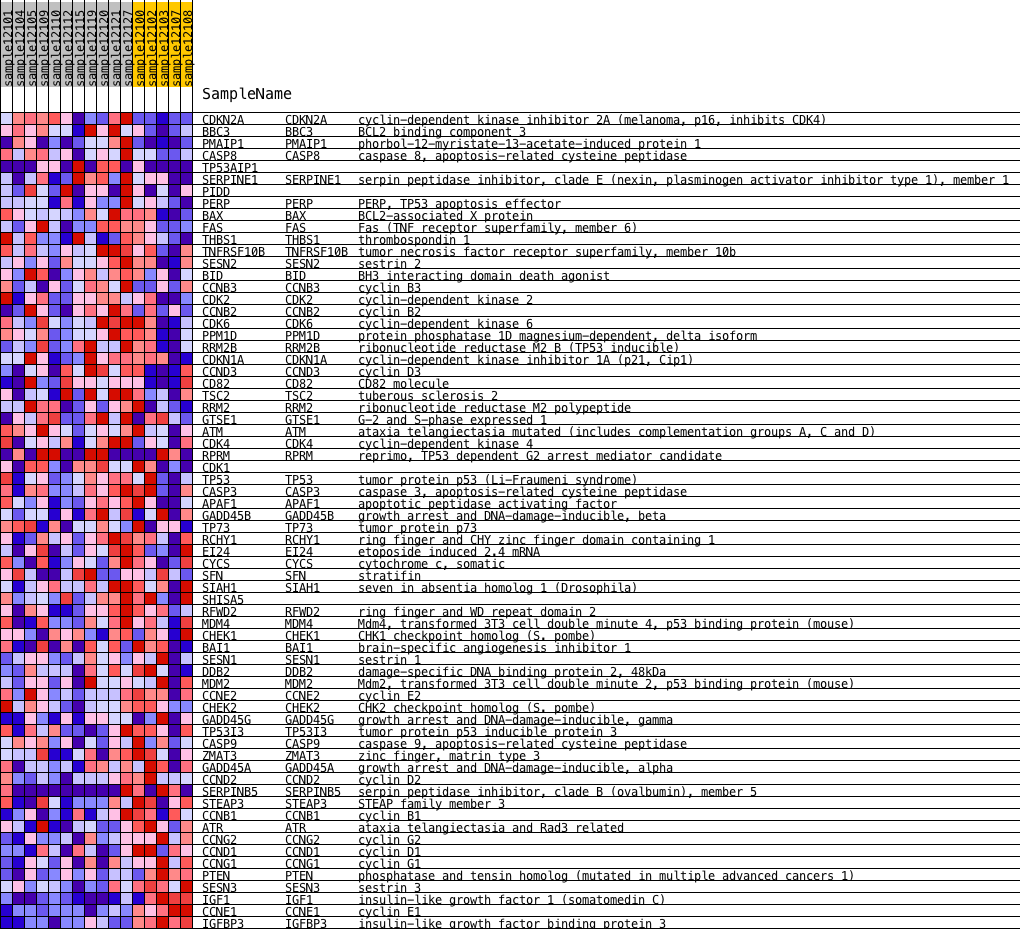 sample12101
sample12104
sample12105
sample12109
sample12110
sample12112
sample12115
sample12119
sample12120
sample12121
sample12127
sample12100
sample12102
sample12103
sample12107
sample12108
SampleName
CDKN2A CDKN2A cyclin-dependent kinase inhibitor 2A (melanoma, p16, inhibits CDK4)
BBC3 BBC3 BCL2 binding component 3
PMAIP1 PMAIP1 phorbol-12-myristate-13-acetate-induced protein 1
CASP8 CASP8 caspase 8, apoptosis-related cysteine peptidase
TP53AIP1
SERPINE1 SERPINE1 serpin peptidase inhibitor, clade E (nexin, plasminogen activator inhibitor type 1), member 1
PIDD
PERP PERP PERP, TP53 apoptosis effector
BAX BAX BCL2-associated X protein
FAS FAS Fas (TNF receptor superfamily, member 6)
THBS1 THBS1 thrombospondin 1
TNFRSF10B TNFRSF10B tumor necrosis factor receptor superfamily, member 10b
SESN2 SESN2 sestrin 2
BID BID BH3 interacting domain death agonist
CCNB3 CCNB3 cyclin B3
CDK2 CDK2 cyclin-dependent kinase 2
CCNB2 CCNB2 cyclin B2
CDK6 CDK6 cyclin-dependent kinase 6
PPM1D PPM1D protein phosphatase 1D magnesium-dependent, delta isoform
RRM2B RRM2B ribonucleotide reductase M2 B (TP53 inducible)
CDKN1A CDKN1A cyclin-dependent kinase inhibitor 1A (p21, Cip1)
CCND3 CCND3 cyclin D3
CD82 CD82 CD82 molecule
TSC2 TSC2 tuberous sclerosis 2
RRM2 RRM2 ribonucleotide reductase M2 polypeptide
GTSE1 GTSE1 G-2 and S-phase expressed 1
ATM ATM ataxia telangiectasia mutated (includes complementation groups A, C and D)
CDK4 CDK4 cyclin-dependent kinase 4
RPRM RPRM reprimo, TP53 dependent G2 arrest mediator candidate
CDK1
TP53 TP53 tumor protein p53 (Li-Fraumeni syndrome)
CASP3 CASP3 caspase 3, apoptosis-related cysteine peptidase
APAF1 APAF1 apoptotic peptidase activating factor
GADD45B GADD45B growth arrest and DNA-damage-inducible, beta
TP73 TP73 tumor protein p73
RCHY1 RCHY1 ring finger and CHY zinc finger domain containing 1
EI24 EI24 etoposide induced 2.4 mRNA
CYCS CYCS cytochrome c, somatic
SFN SFN stratifin
SIAH1 SIAH1 seven in absentia homolog 1 (Drosophila)
SHISA5
RFWD2 RFWD2 ring finger and WD repeat domain 2
MDM4 MDM4 Mdm4, transformed 3T3 cell double minute 4, p53 binding protein (mouse)
CHEK1 CHEK1 CHK1 checkpoint homolog (S. pombe)
BAI1 BAI1 brain-specific angiogenesis inhibitor 1
SESN1 SESN1 sestrin 1
DDB2 DDB2 damage-specific DNA binding protein 2, 48kDa
MDM2 MDM2 Mdm2, transformed 3T3 cell double minute 2, p53 binding protein (mouse)
CCNE2 CCNE2 cyclin E2
CHEK2 CHEK2 CHK2 checkpoint homolog (S. pombe)
GADD45G GADD45G growth arrest and DNA-damage-inducible, gamma
TP53I3 TP53I3 tumor protein p53 inducible protein 3
CASP9 CASP9 caspase 9, apoptosis-related cysteine peptidase
ZMAT3 ZMAT3 zinc finger, matrin type 3
GADD45A GADD45A growth arrest and DNA-damage-inducible, alpha
CCND2 CCND2 cyclin D2
SERPINB5 SERPINB5 serpin peptidase inhibitor, clade B (ovalbumin), member 5
STEAP3 STEAP3 STEAP family member 3
CCNB1 CCNB1 cyclin B1
ATR ATR ataxia telangiectasia and Rad3 related
CCNG2 CCNG2 cyclin G2
CCND1 CCND1 cyclin D1
CCNG1 CCNG1 cyclin G1
PTEN PTEN phosphatase and tensin homolog (mutated in multiple advanced cancers 1)
SESN3 SESN3 sestrin 3
IGF1 IGF1 insulin-like growth factor 1 (somatomedin C)
CCNE1 CCNE1 cyclin E1
IGFBP3 IGFBP3 insulin-like growth factor binding protein 3